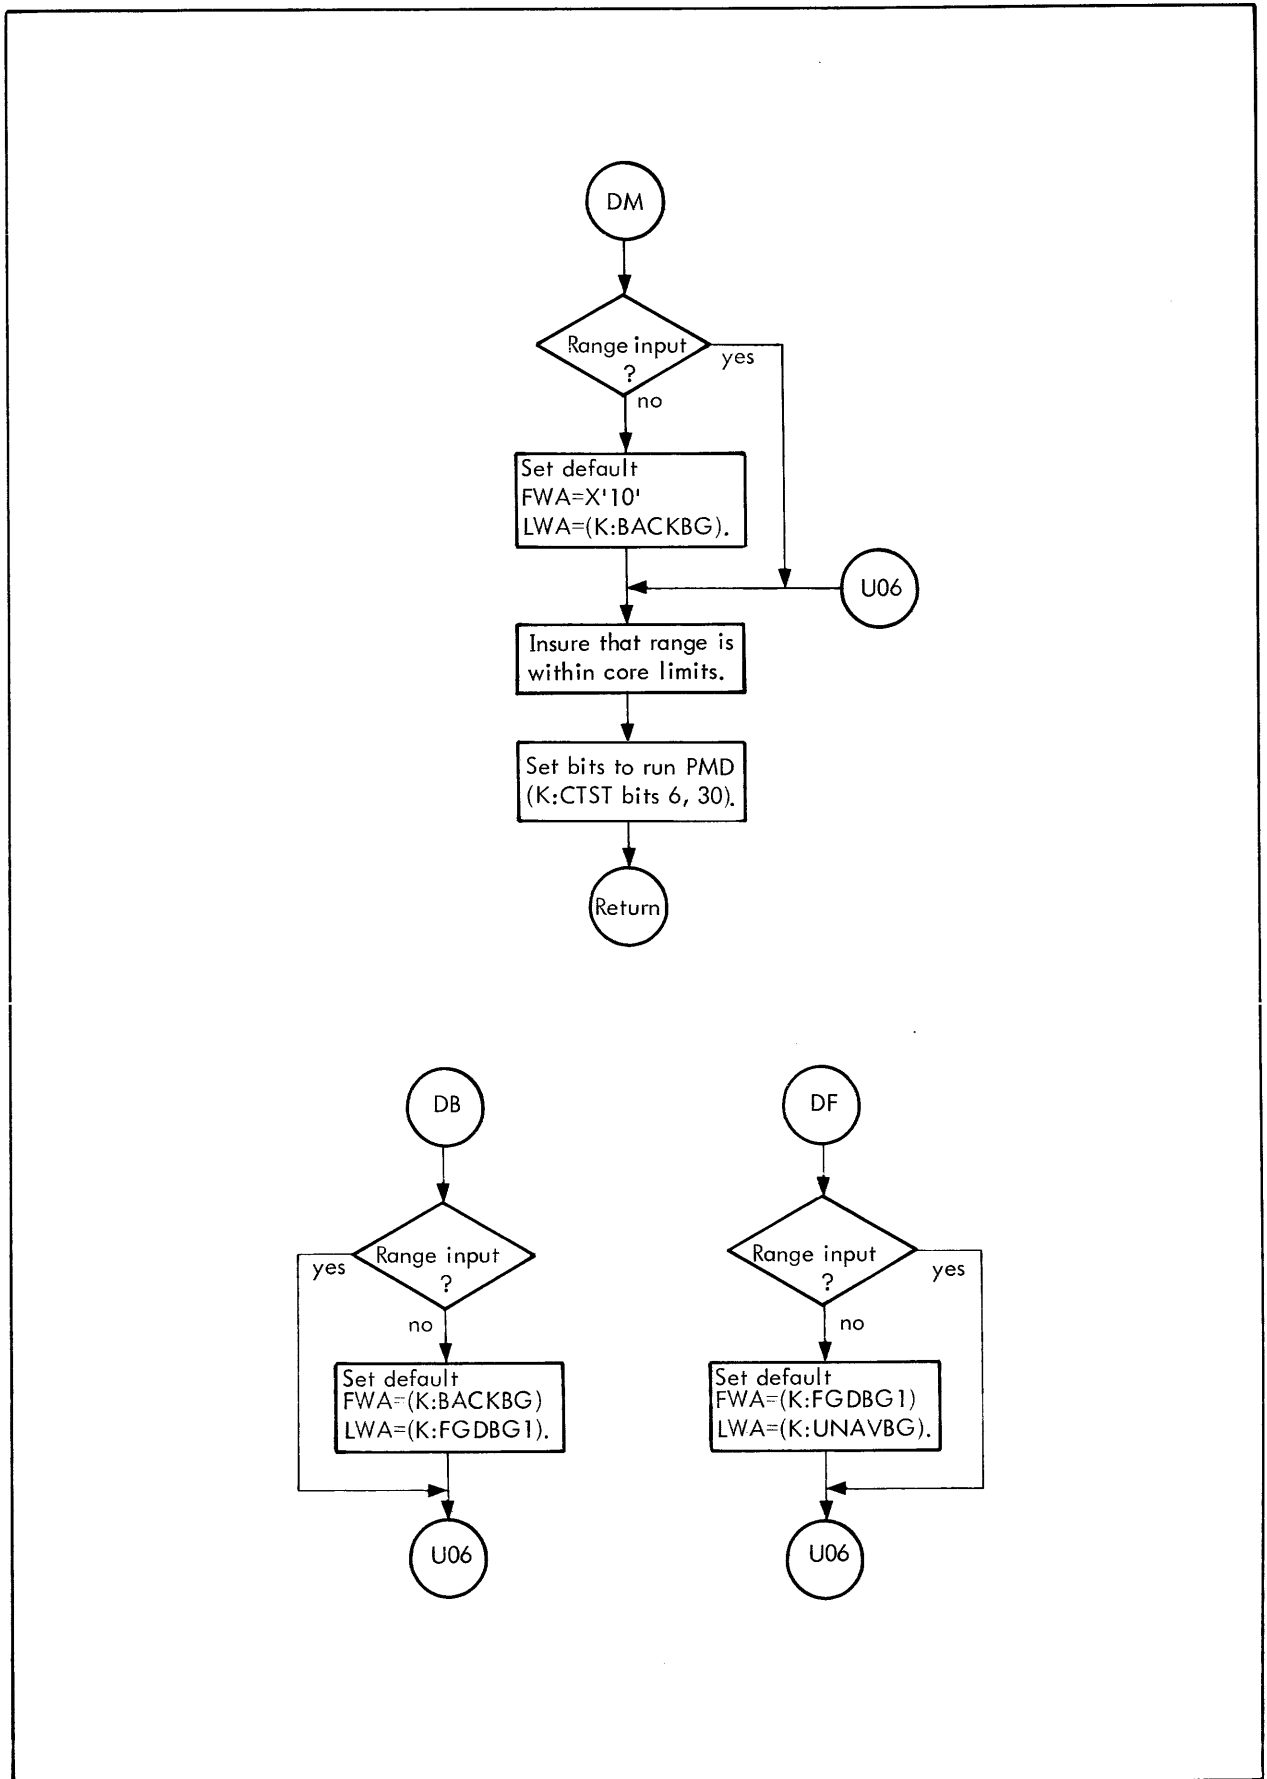 DM
Range input
?
yes
no
Set default
FWA=X'10'
LWA=(K:BACKBG).
U06
Insure that range is
within core limits.
Set bits to run PMD
(K:CTST bits 6, 30).
Return
DB
Range input
?
yes
no
Set default
FWA=(K:BACKBG)
LWA=(K:FGDBG1).
U06
DF
Range input
?
yes
no
Set default
FWA=(K:FGDBG1)
LWA=(K:UNAVBG).
U06